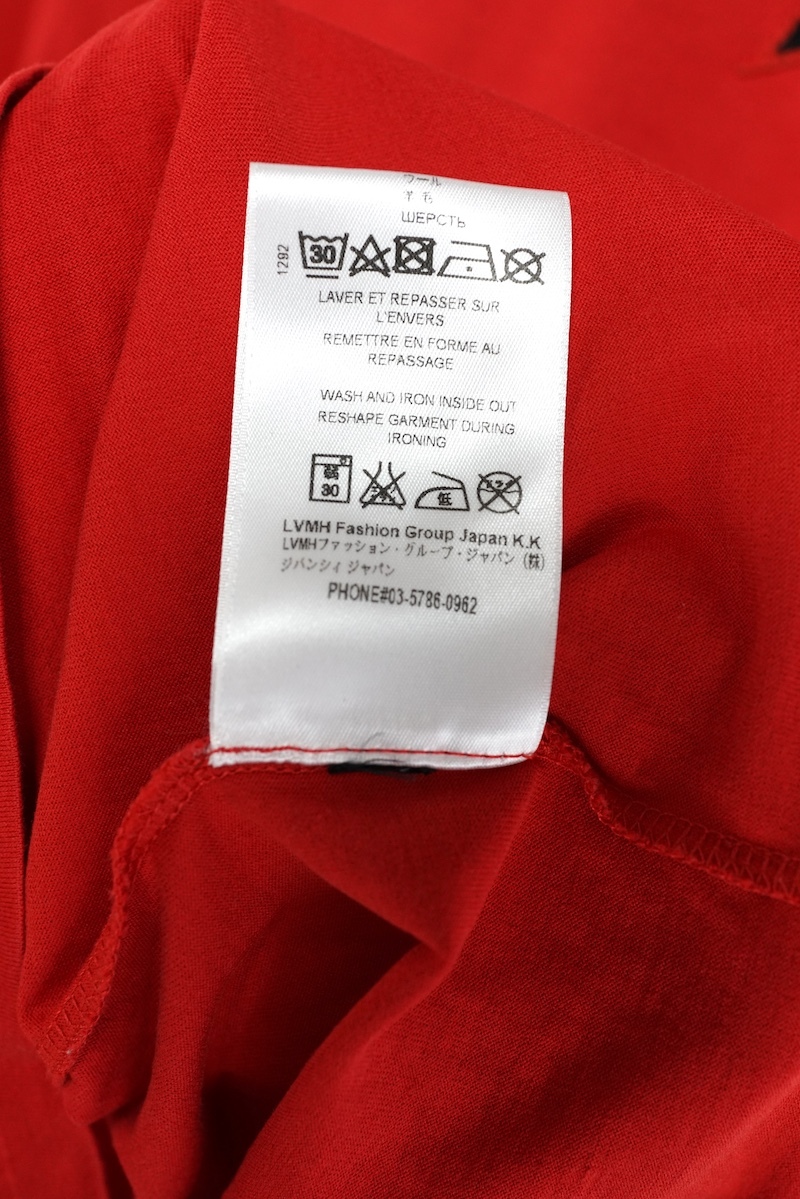 ウール
羊 毛
ШЕРСТЬ
1292
30
LAVER ET REPASSER SUR
L'ENVERS
REMETTRE EN FORME AU
REPASSAGE
WASH AND IRON INSIDE OUT
RESHAPE GARMENT DURING
IRONING
弱
30
低
LVMH Fashion Group Japan K.K
LVMHファッション・グループ・ジャパン（株）
ジバンシィ ジャパン
PHONE#03-5786-0962